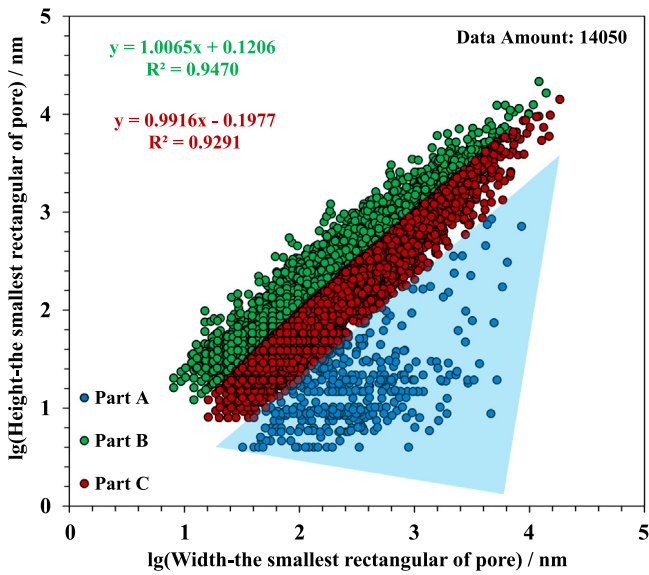 y = 1.0065x + 0.1206
R² = 0.9470
Data Amount: 14050
y = 0.9916x - 0.1977
R² = 0.9291
lg(Height-the smallest rectangular of pore) / nm
5
4
3
2
1
0
Part A
Part B
Part C
0 1 2 3 4 5
lg(Width-the smallest rectangular of pore) / nm